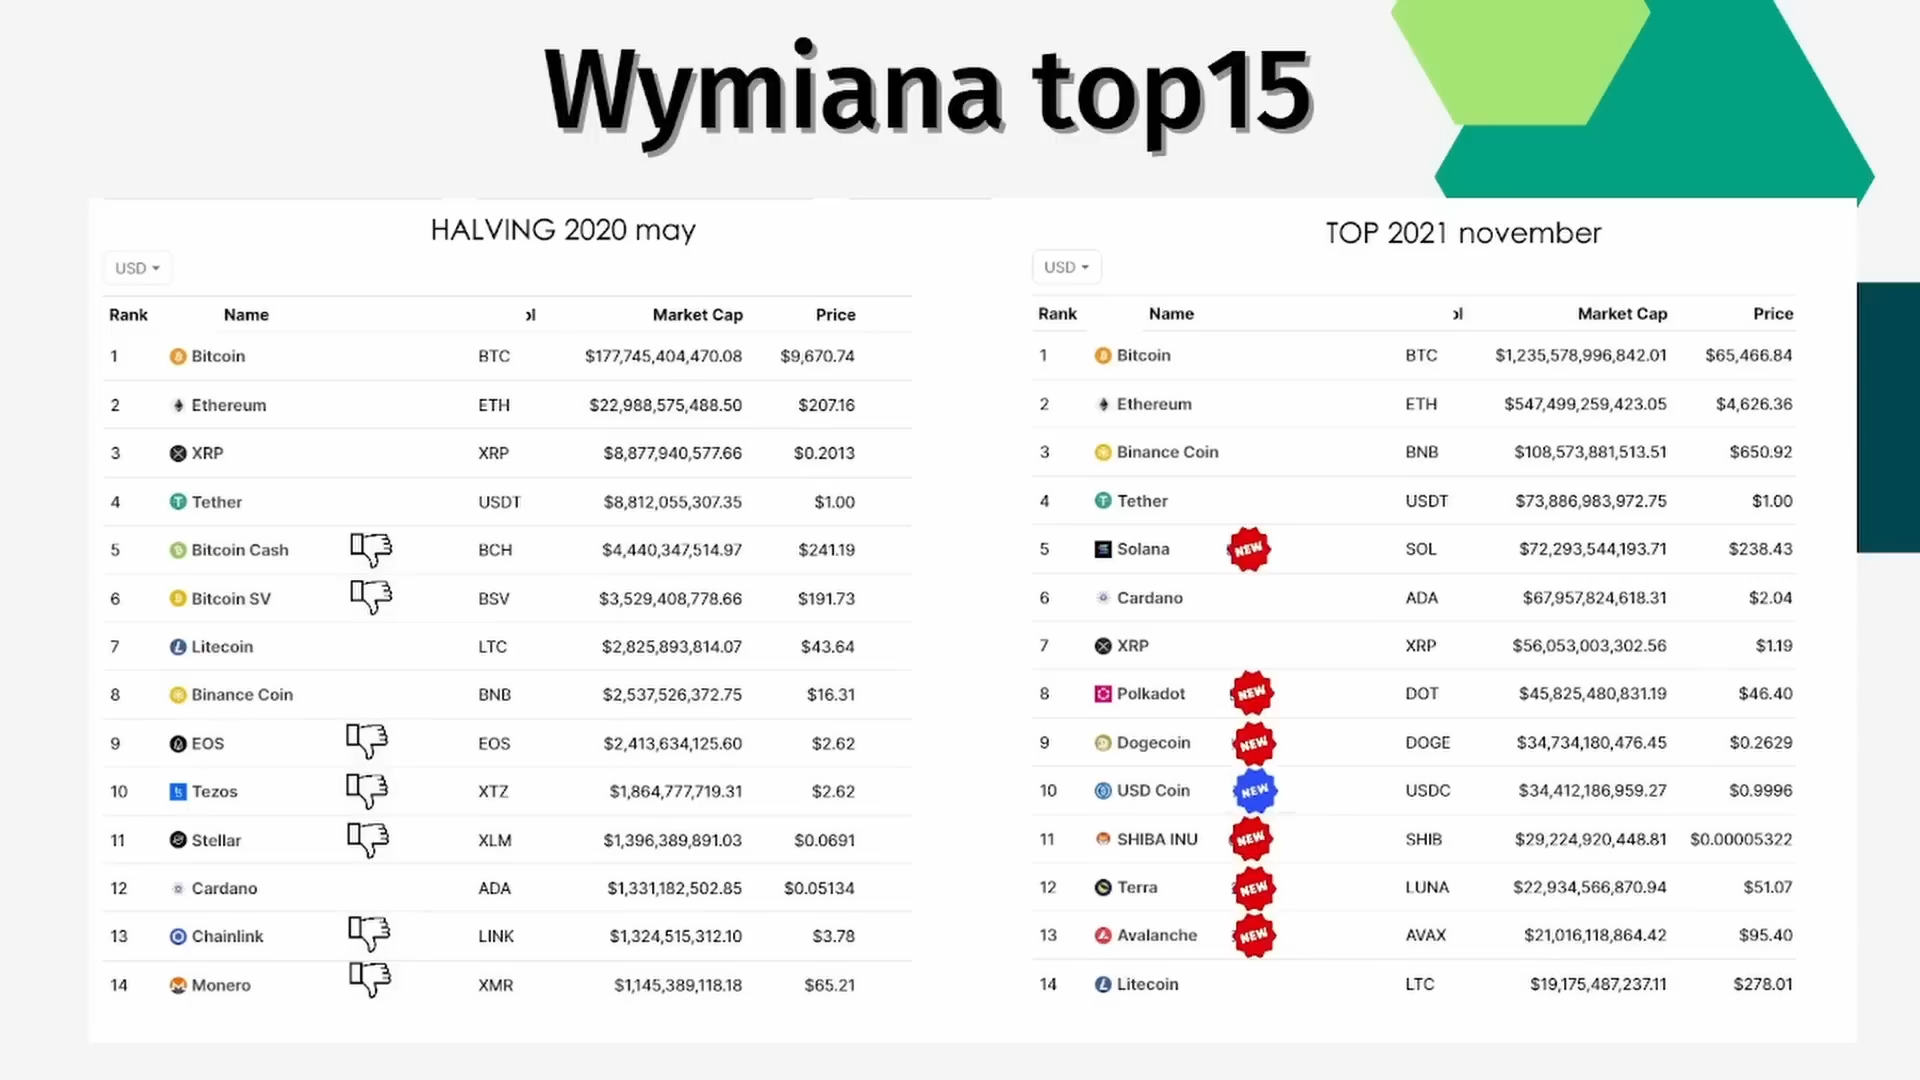 Wymiana top15
HALVING 2020 may
USD
Rank Name ol Market Cap Price
1 Bitcoin BTC $177,745,404,470.08 $9,670.74
2 Ethereum ETH $22,988,575,488.50 $207.16
3 XRP XRP $8,877,940,577.66 $0.2013
4 Tether USDT $8,812,055,307.35 $1.00
5 Bitcoin Cash BCH $4,440,347,514.97 $241.19
6 Bitcoin SV BSV $3,529,408,778.66 $191.73
7 Litecoin LTC $2,825,893,814.07 $43.64
8 Binance Coin BNB $2,537,526,372.75 $16.31
9 EOS EOS $2,413,634,125.60 $2.62
10 Tezos XTZ $1,864,777,719.31 $2.62
11 Stellar XLM $1,396,389,891.03 $0.0691
12 Cardano ADA $1,331,182,502.85 $0.05134
13 Chainlink LINK $1,324,515,312.10 $3.78
14 Monero XMR $1,145,389,118.18 $65.21
TOP 2021 november
USD
Rank Name ol Market Cap Price
1 Bitcoin BTC $1,235,578,996,842.01 $65,466.84
2 Ethereum ETH $547,499,259,423.05 $4,626.36
3 Binance Coin BNB $108,573,881,513.51 $650.92
4 Tether USDT $73,886,983,972.75 $1.00
5 Solana NEW SOL $72,293,544,193.71 $238.43
6 Cardano ADA $67,957,824,618.31 $2.04
7 XRP XRP $56,053,003,302.56 $1.19
8 Polkadot NEW DOT $45,825,480,831.19 $46.40
9 Dogecoin NEW DOGE $34,734,180,476.45 $0.2629
10 USD Coin NEW USDC $34,412,186,959.27 $0.9996
11 SHIBA INU NEW SHIB $29,224,920,448.81 $0.00005322
12 Terra NEW LUNA $22,934,566,870.94 $51.07
13 Avalanche NEW AVAX $21,016,118,864.42 $95.40
14 Litecoin LTC $19,175,487,237.11 $278.01